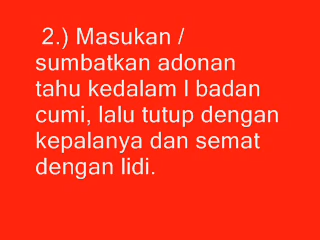 2.) Masukan /
sumbatkan adonan
tahu kedalam l badan
cumi, lalu tutup dengan
kepalanya dan semat
dengan lidi.